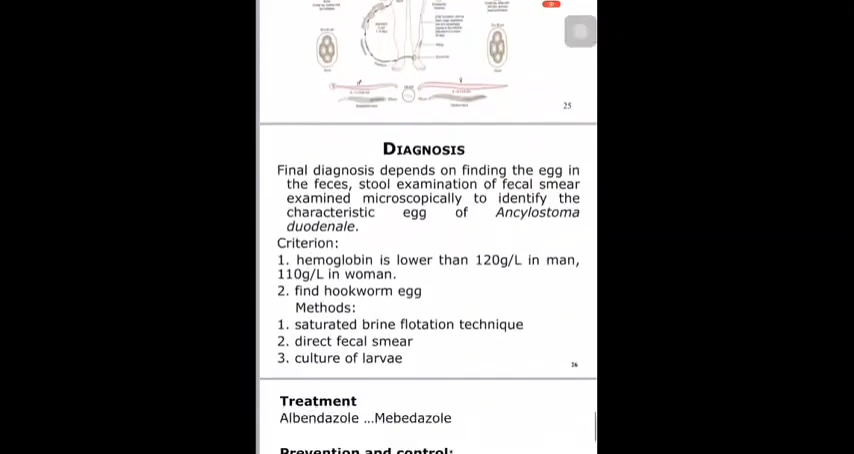 25
DIAGNOSIS
Final diagnosis depends on finding the egg in
the feces, stool examination of fecal smear
examined microscopically to identify the
characteristic egg of Ancylostoma
duodenale.
Criterion:
1. hemoglobin is lower than 120g/L in man,
110g/L in woman.
2. find hookworm egg
Methods:
1. saturated brine flotation technique
2. direct fecal smear
3. culture of larvae
26
Treatment
Albendazole ...Mebedazole
Prevention and control: